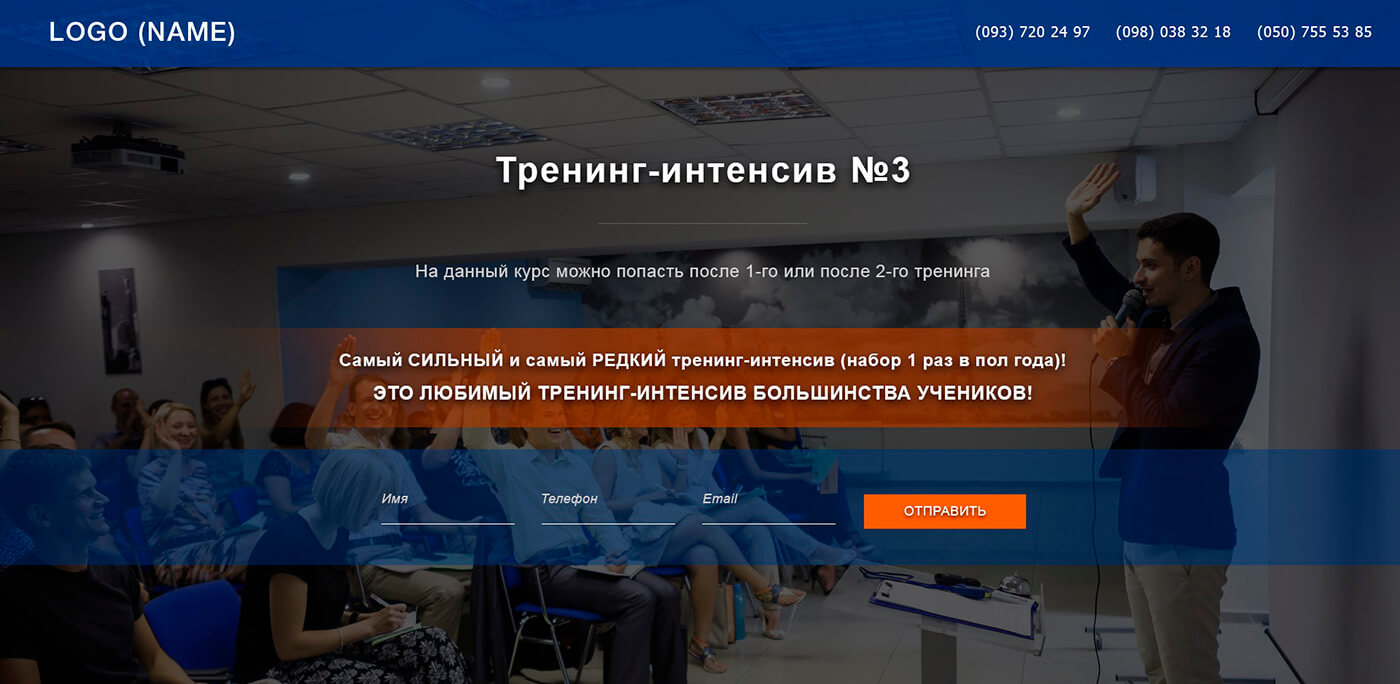 LOGO (NAME)
(093) 720 24 97 (098) 038 32 18 (050) 755 53 85
Тренинг-интенсив №3
На данный курс можно попасть после 1-го или после 2-го тренинга
Самый СИЛЬНЫЙ и самый РЕДКИЙ тренинг-интенсив (набор 1 раз в пол года)!
ЭТО ЛЮБИМЫЙ ТРЕНИНГ-ИНТЕНСИВ БОЛЬШИНСТВА УЧЕНИКОВ!
Имя Телефон Email ОТПРАВИТЬ